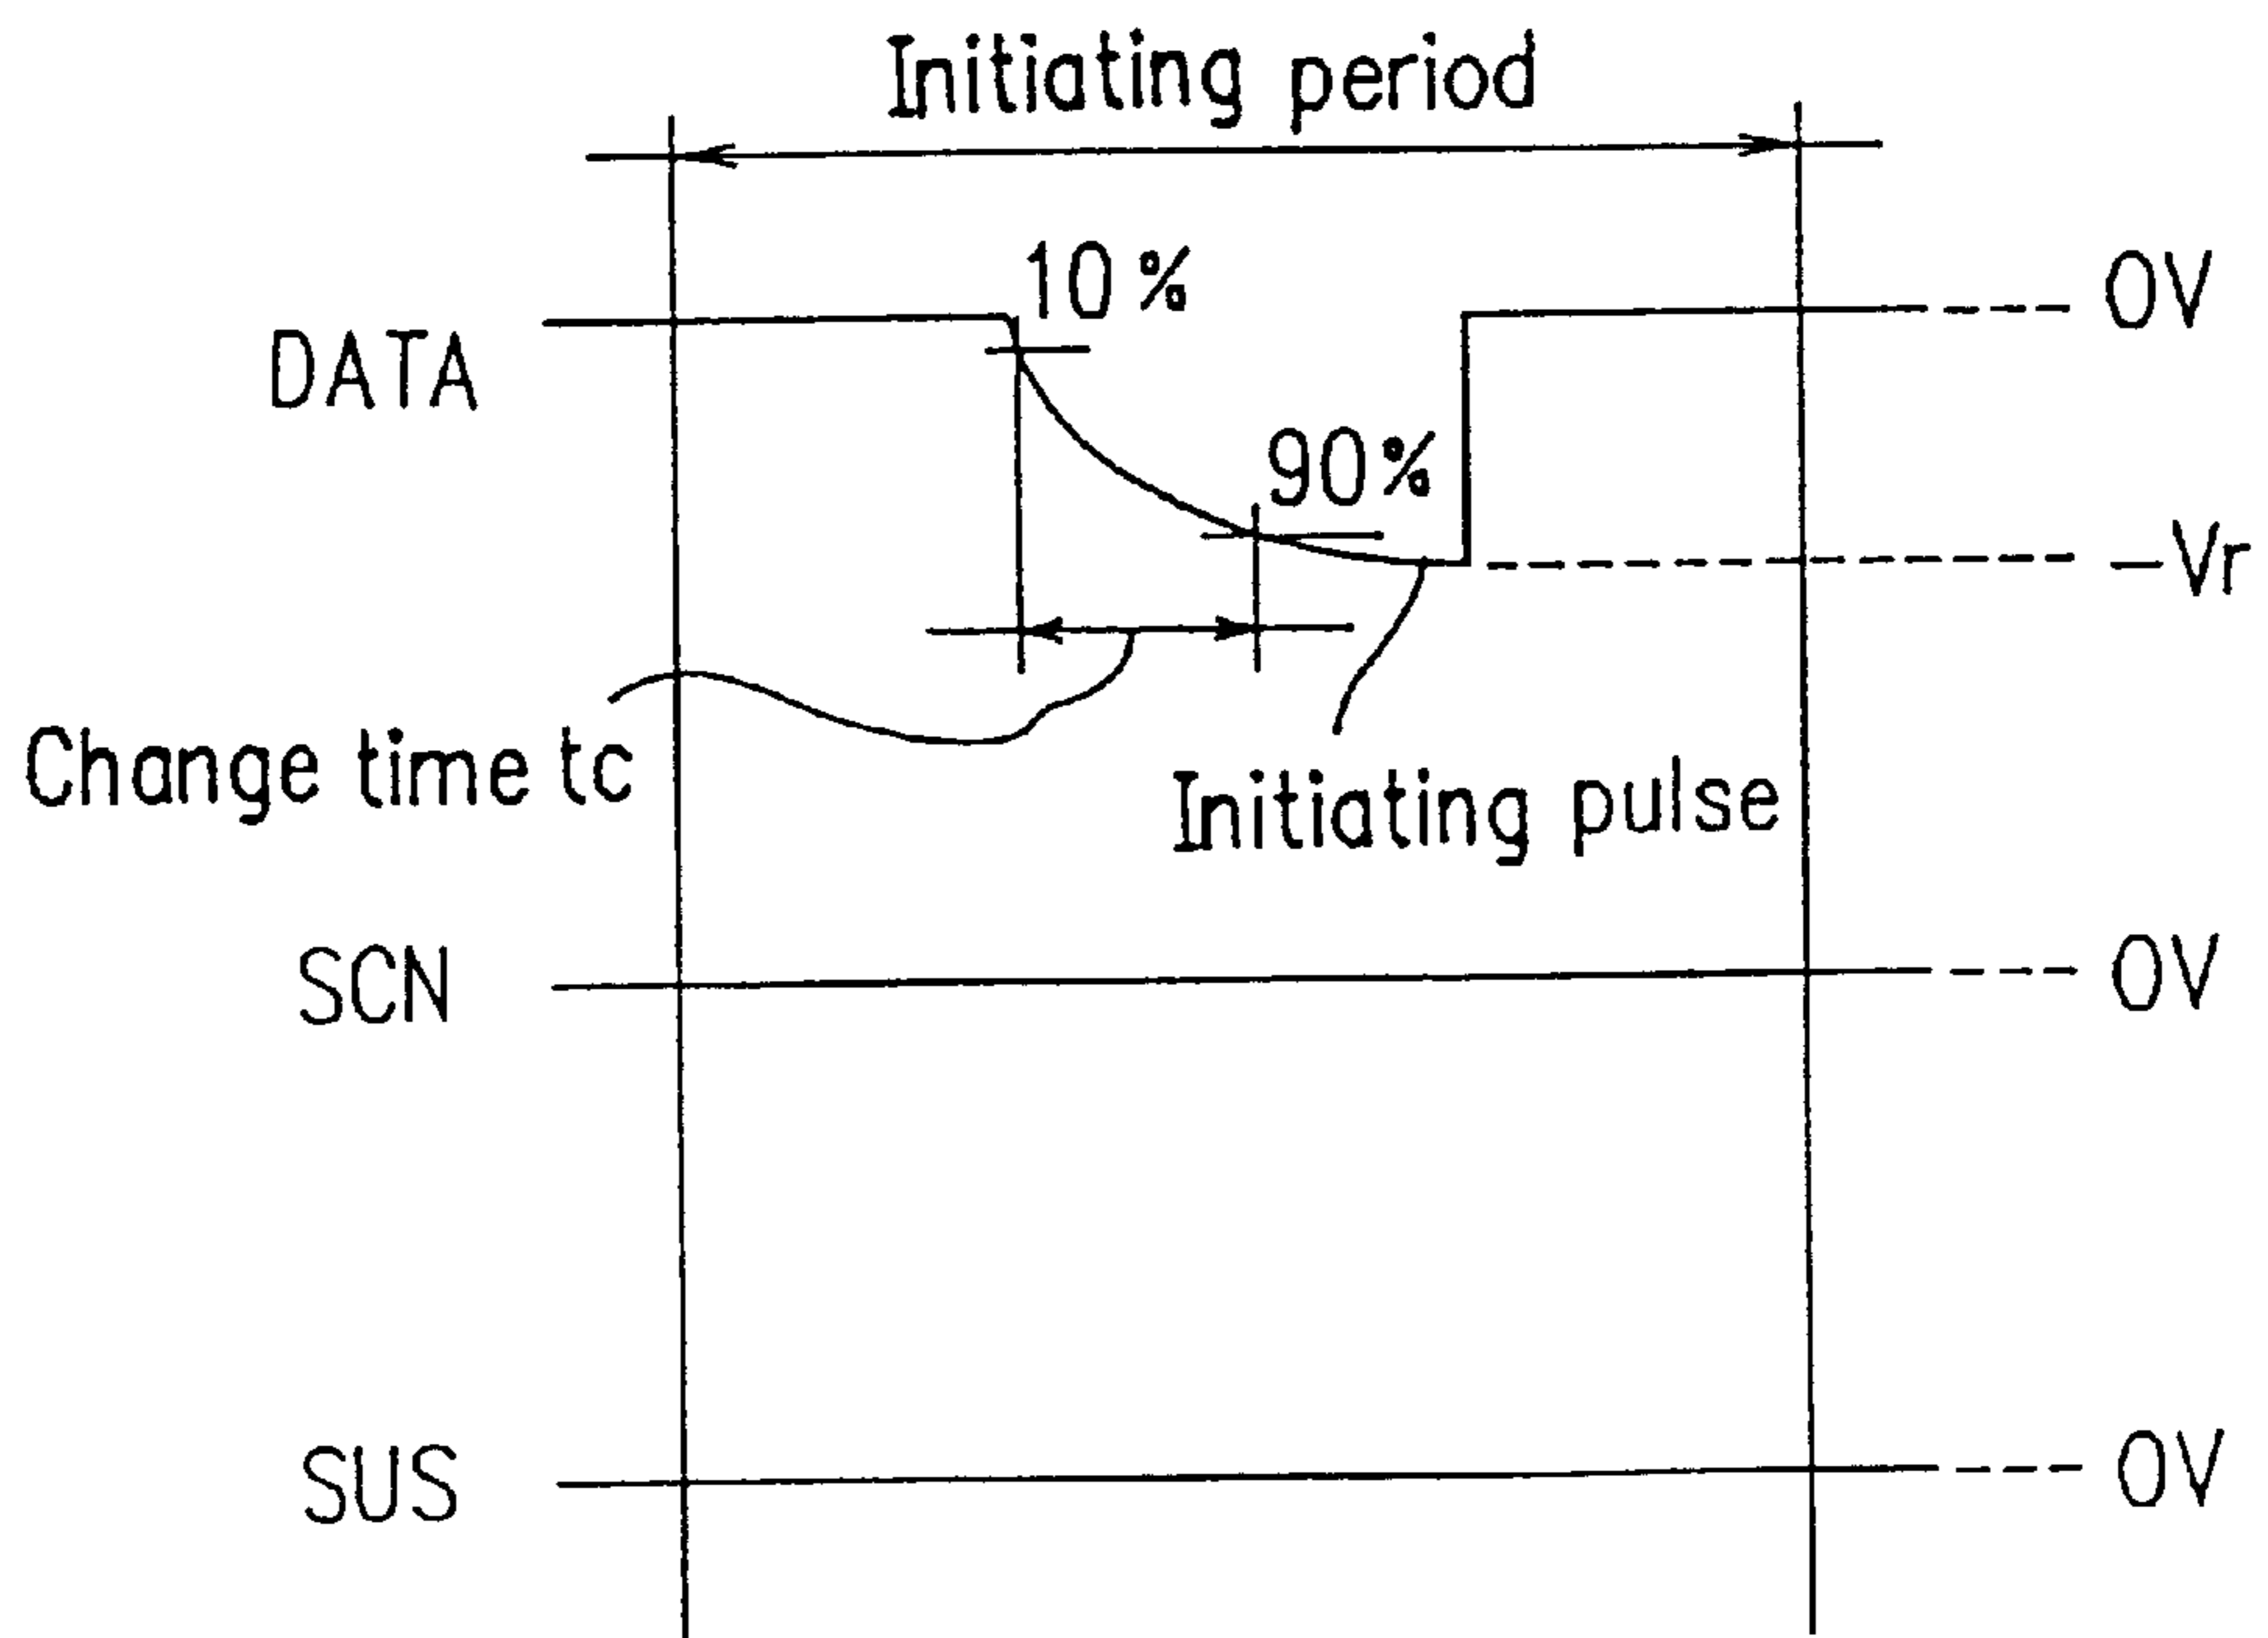 Initiating period
10%
0V
DATA
90%
-Vr
Change time tc
Initiating pulse
SCN
0V
SUS
0V